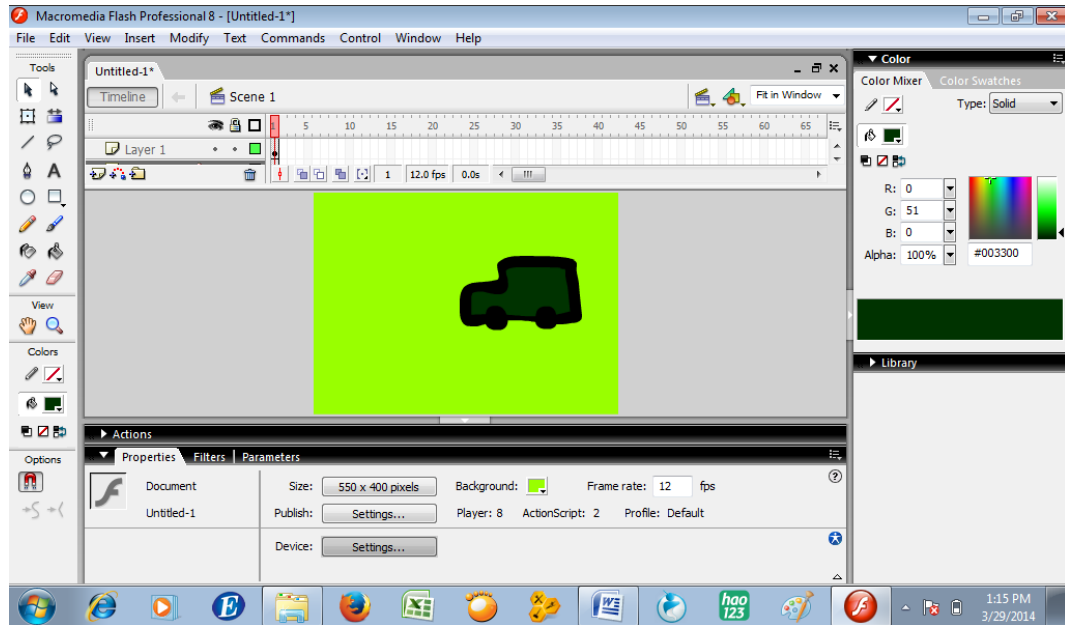 Macromedia Flash Professional 8 - [Untitled-1*]
File Edit View Insert Modify Text Commands Control Window Help
Tools
View
Colors
Options
Untitled-1*
Timeline
Scene 1
Fit in Window
1 5 10 15 20 25 30 35 40 45 50 55 60 65
Layer 1
1 12.0 fps 0.0s
Actions
Properties Filters Parameters
Document Size: 550 x 400 pixels Background: Frame rate: 12 fps
Untitled-1 Publish: Settings... Player: 8 ActionScript: 2 Profile: Default
Device: Settings...
Color
Color Mixer Color Swatches
Type: Solid
R: 0
G: 51
B: 0
Alpha: 100% #003300
Library
hao
123
1:15 PM
3/29/2014